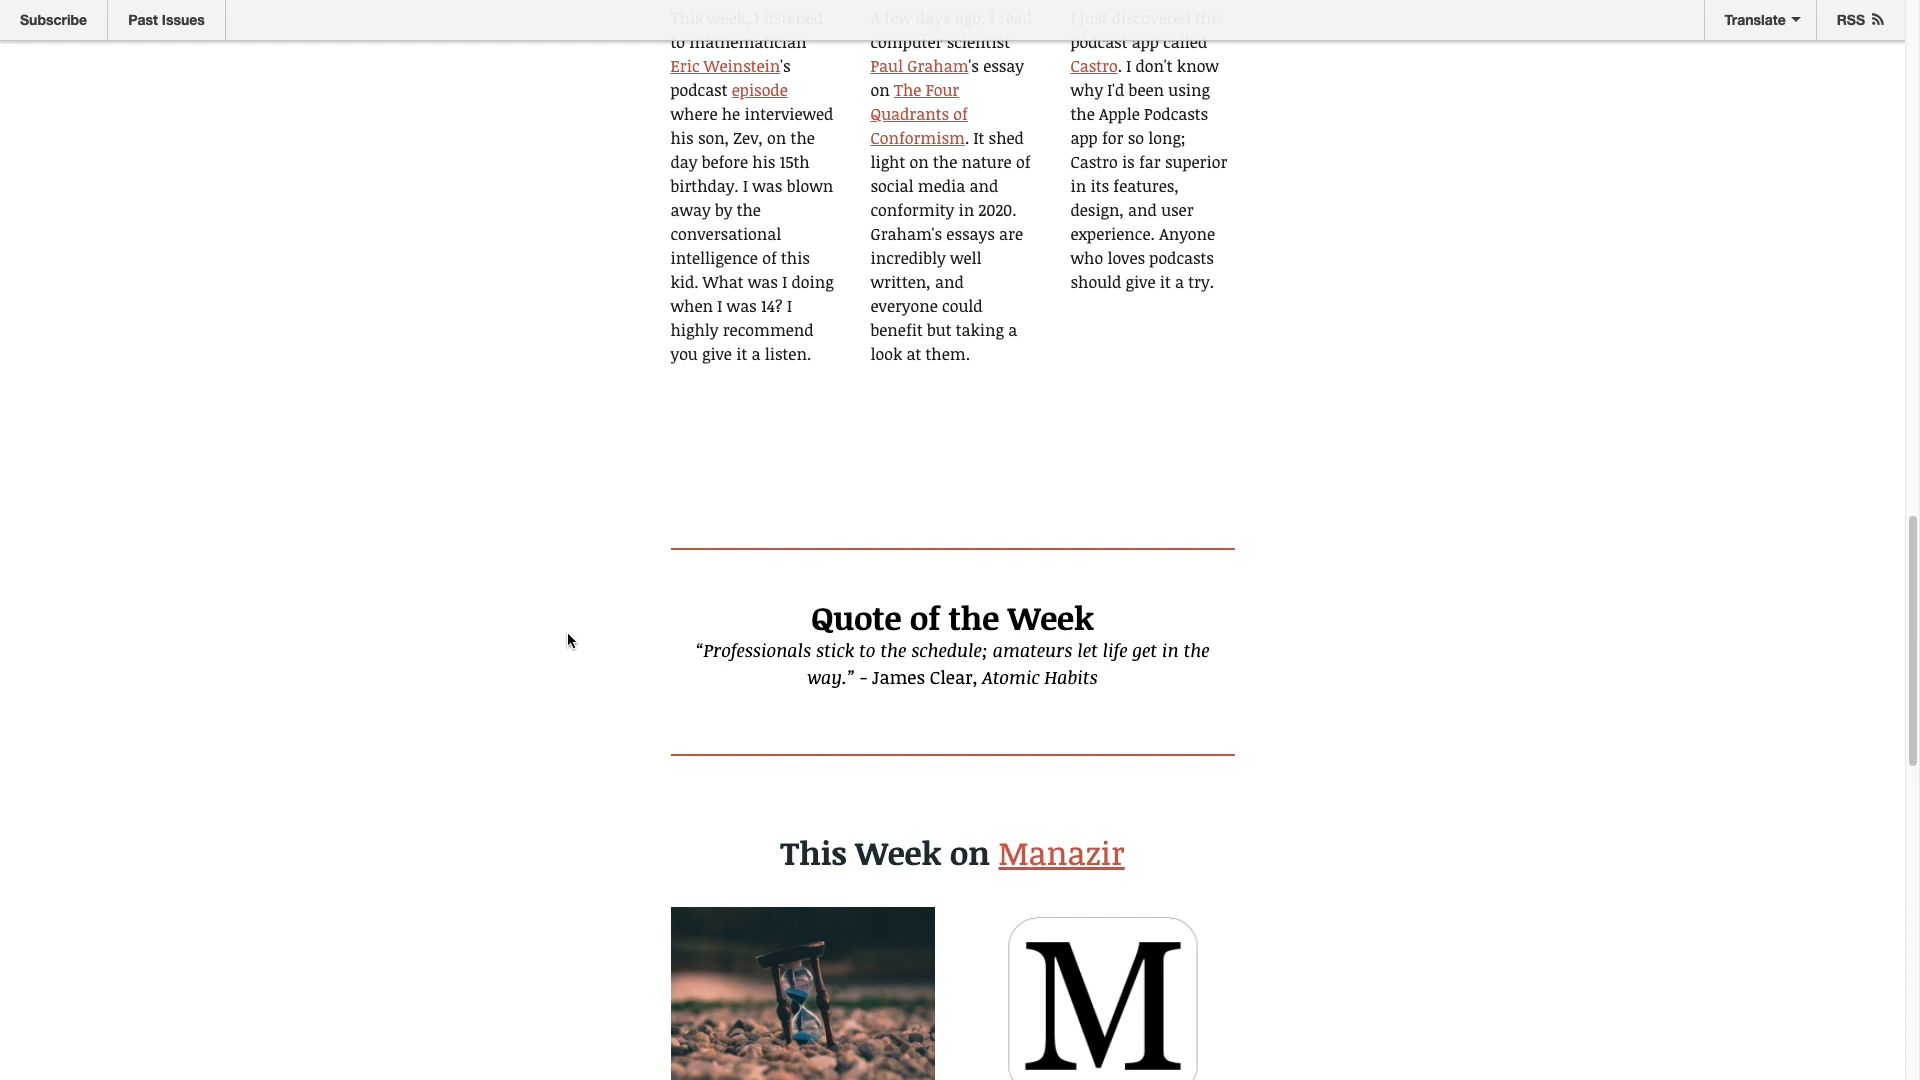 Subscribe
Past Issues
Translate
RSS
This week, I listened
to mathematician
Eric Weinstein's
podcast episode
where he interviewed
his son, Zev, on the
day before his 15th
birthday. I was blown
away by the
conversational
intelligence of this
kid. What was I doing
when I was 14? I
highly recommend
you give it a listen.
A few days ago, I read
computer scientist
Paul Graham's essay
on The Four
Quadrants of
Conformism. It shed
light on the nature of
social media and
conformity in 2020.
Graham's essays are
incredibly well
written, and
everyone could
benefit but taking a
look at them.
I just discovered this
podcast app called
Castro. I don't know
why I'd been using
the Apple Podcasts
app for so long;
Castro is far superior
in its features,
design, and user
experience. Anyone
who loves podcasts
should give it a try.
Quote of the Week
“Professionals stick to the schedule; amateurs let life get in the
way.” - James Clear, Atomic Habits
This Week on Manazir
M